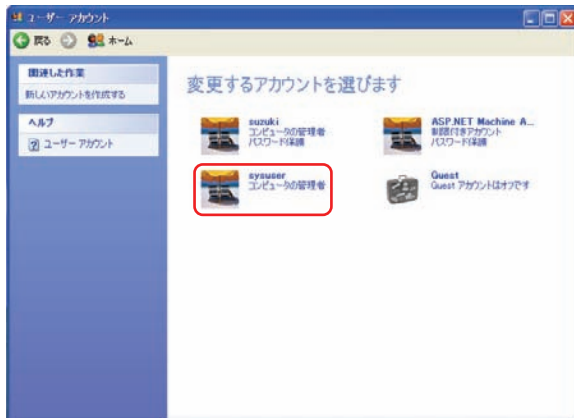 ユーザー アカウント
戻る
ホーム
関連した作業
新しいアカウントを作成する
ヘルプ
ユーザー アカウント
変更するアカウントを選びます
suzuki
コンピュータの管理者
パスワード保護
ASP.NET Machine A...
制限付きアカウント
パスワード保護
sysuser
コンピュータの管理者
Guest
Guest アカウントはオフです